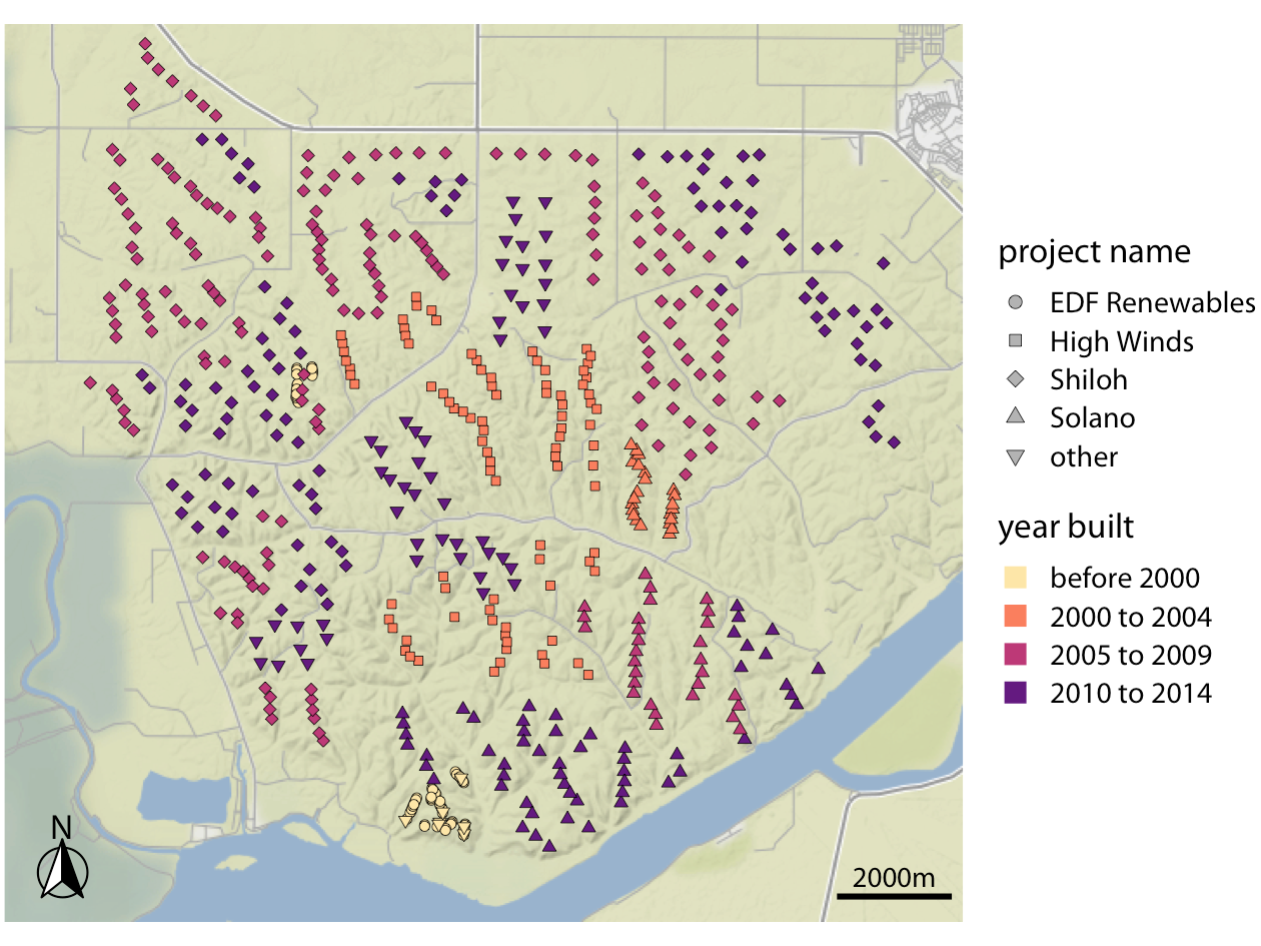 project name
EDF Renewables
High Winds
Shiloh
Solano
other
year built
before 2000
2000 to 2004
2005 to 2009
2010 to 2014
N
2000m